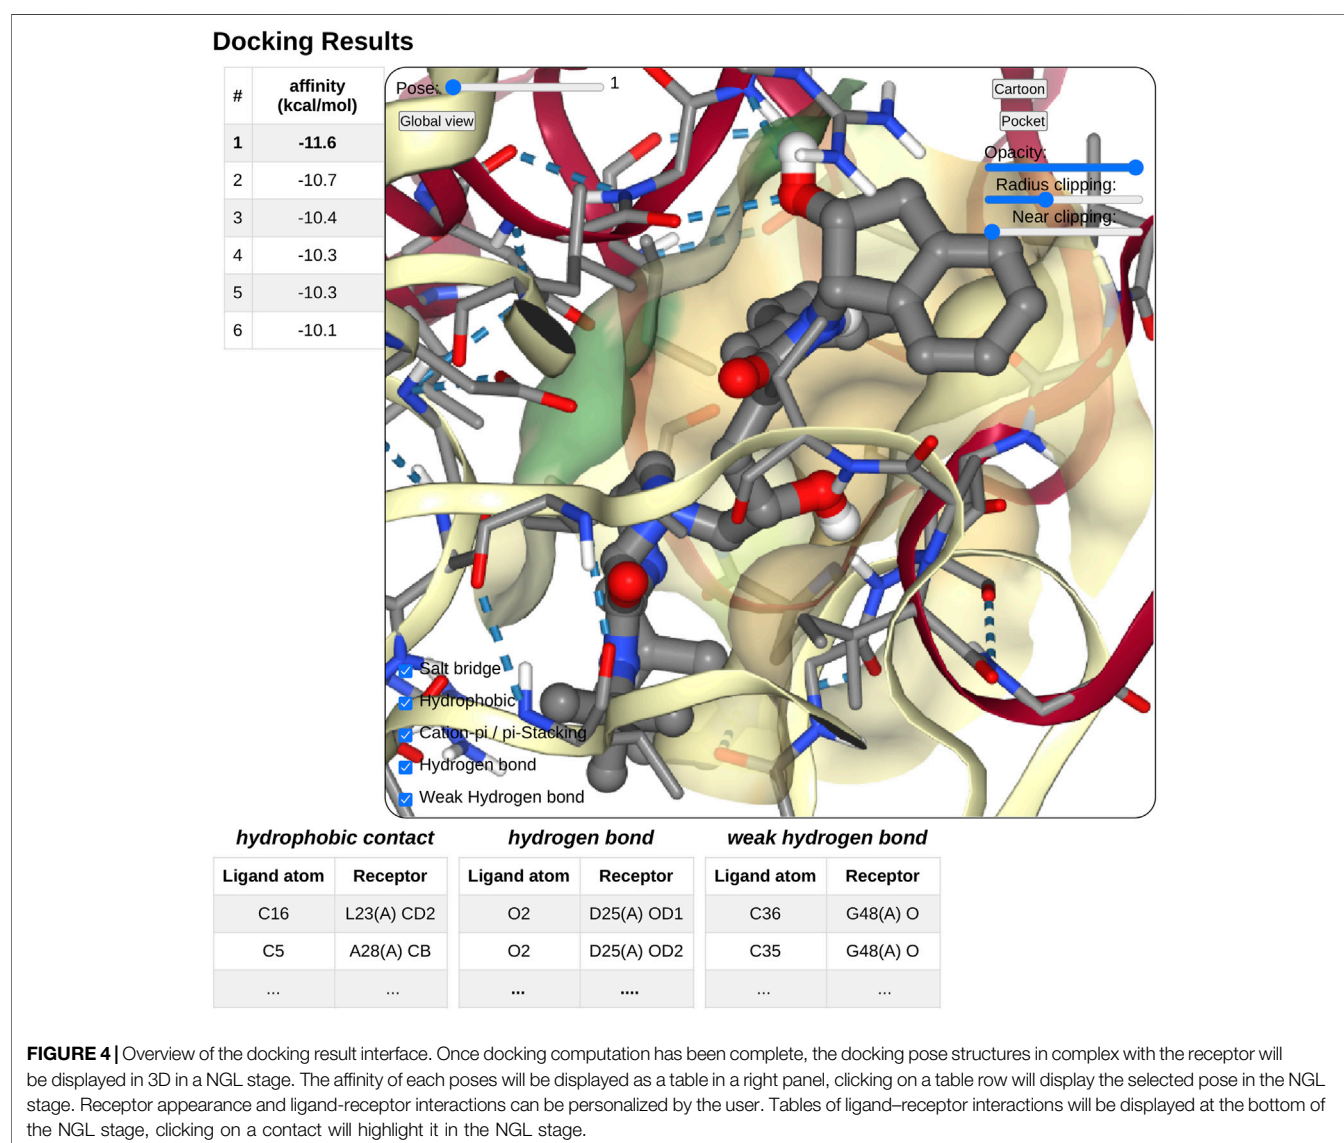 Docking Results
# affinity (kcal/mol)
1 -11.6
2 -10.7
3 -10.4
4 -10.3
5 -10.3
6 -10.1
Pose: 1
Global view
Cartoon
Pocket
Opacity:
Radius clipping:
Near clipping:
Salt bridge
Hydrophobic
Cation-pi / pi-Stacking
Hydrogen bond
Weak Hydrogen bond
hydrophobic contact hydrogen bond weak hydrogen bond
Ligand atom Receptor Ligand atom Receptor Ligand atom Receptor
C16 L23(A) CD2 O2 D25(A) OD1 C36 G48(A) O
C5 A28(A) CB O2 D25(A) OD2 C35 G48(A) O
... ... ... .... ... ...
FIGURE 4 | Overview of the docking result interface. Once docking computation has been complete, the docking pose structures in complex with the receptor will
be displayed in 3D in a NGL stage. The affinity of each poses will be displayed as a table in a right panel, clicking on a table row will display the selected pose in the NGL
stage. Receptor appearance and ligand-receptor interactions can be personalized by the user. Tables of ligand–receptor interactions will be displayed at the bottom of
the NGL stage, clicking on a contact will highlight it in the NGL stage.